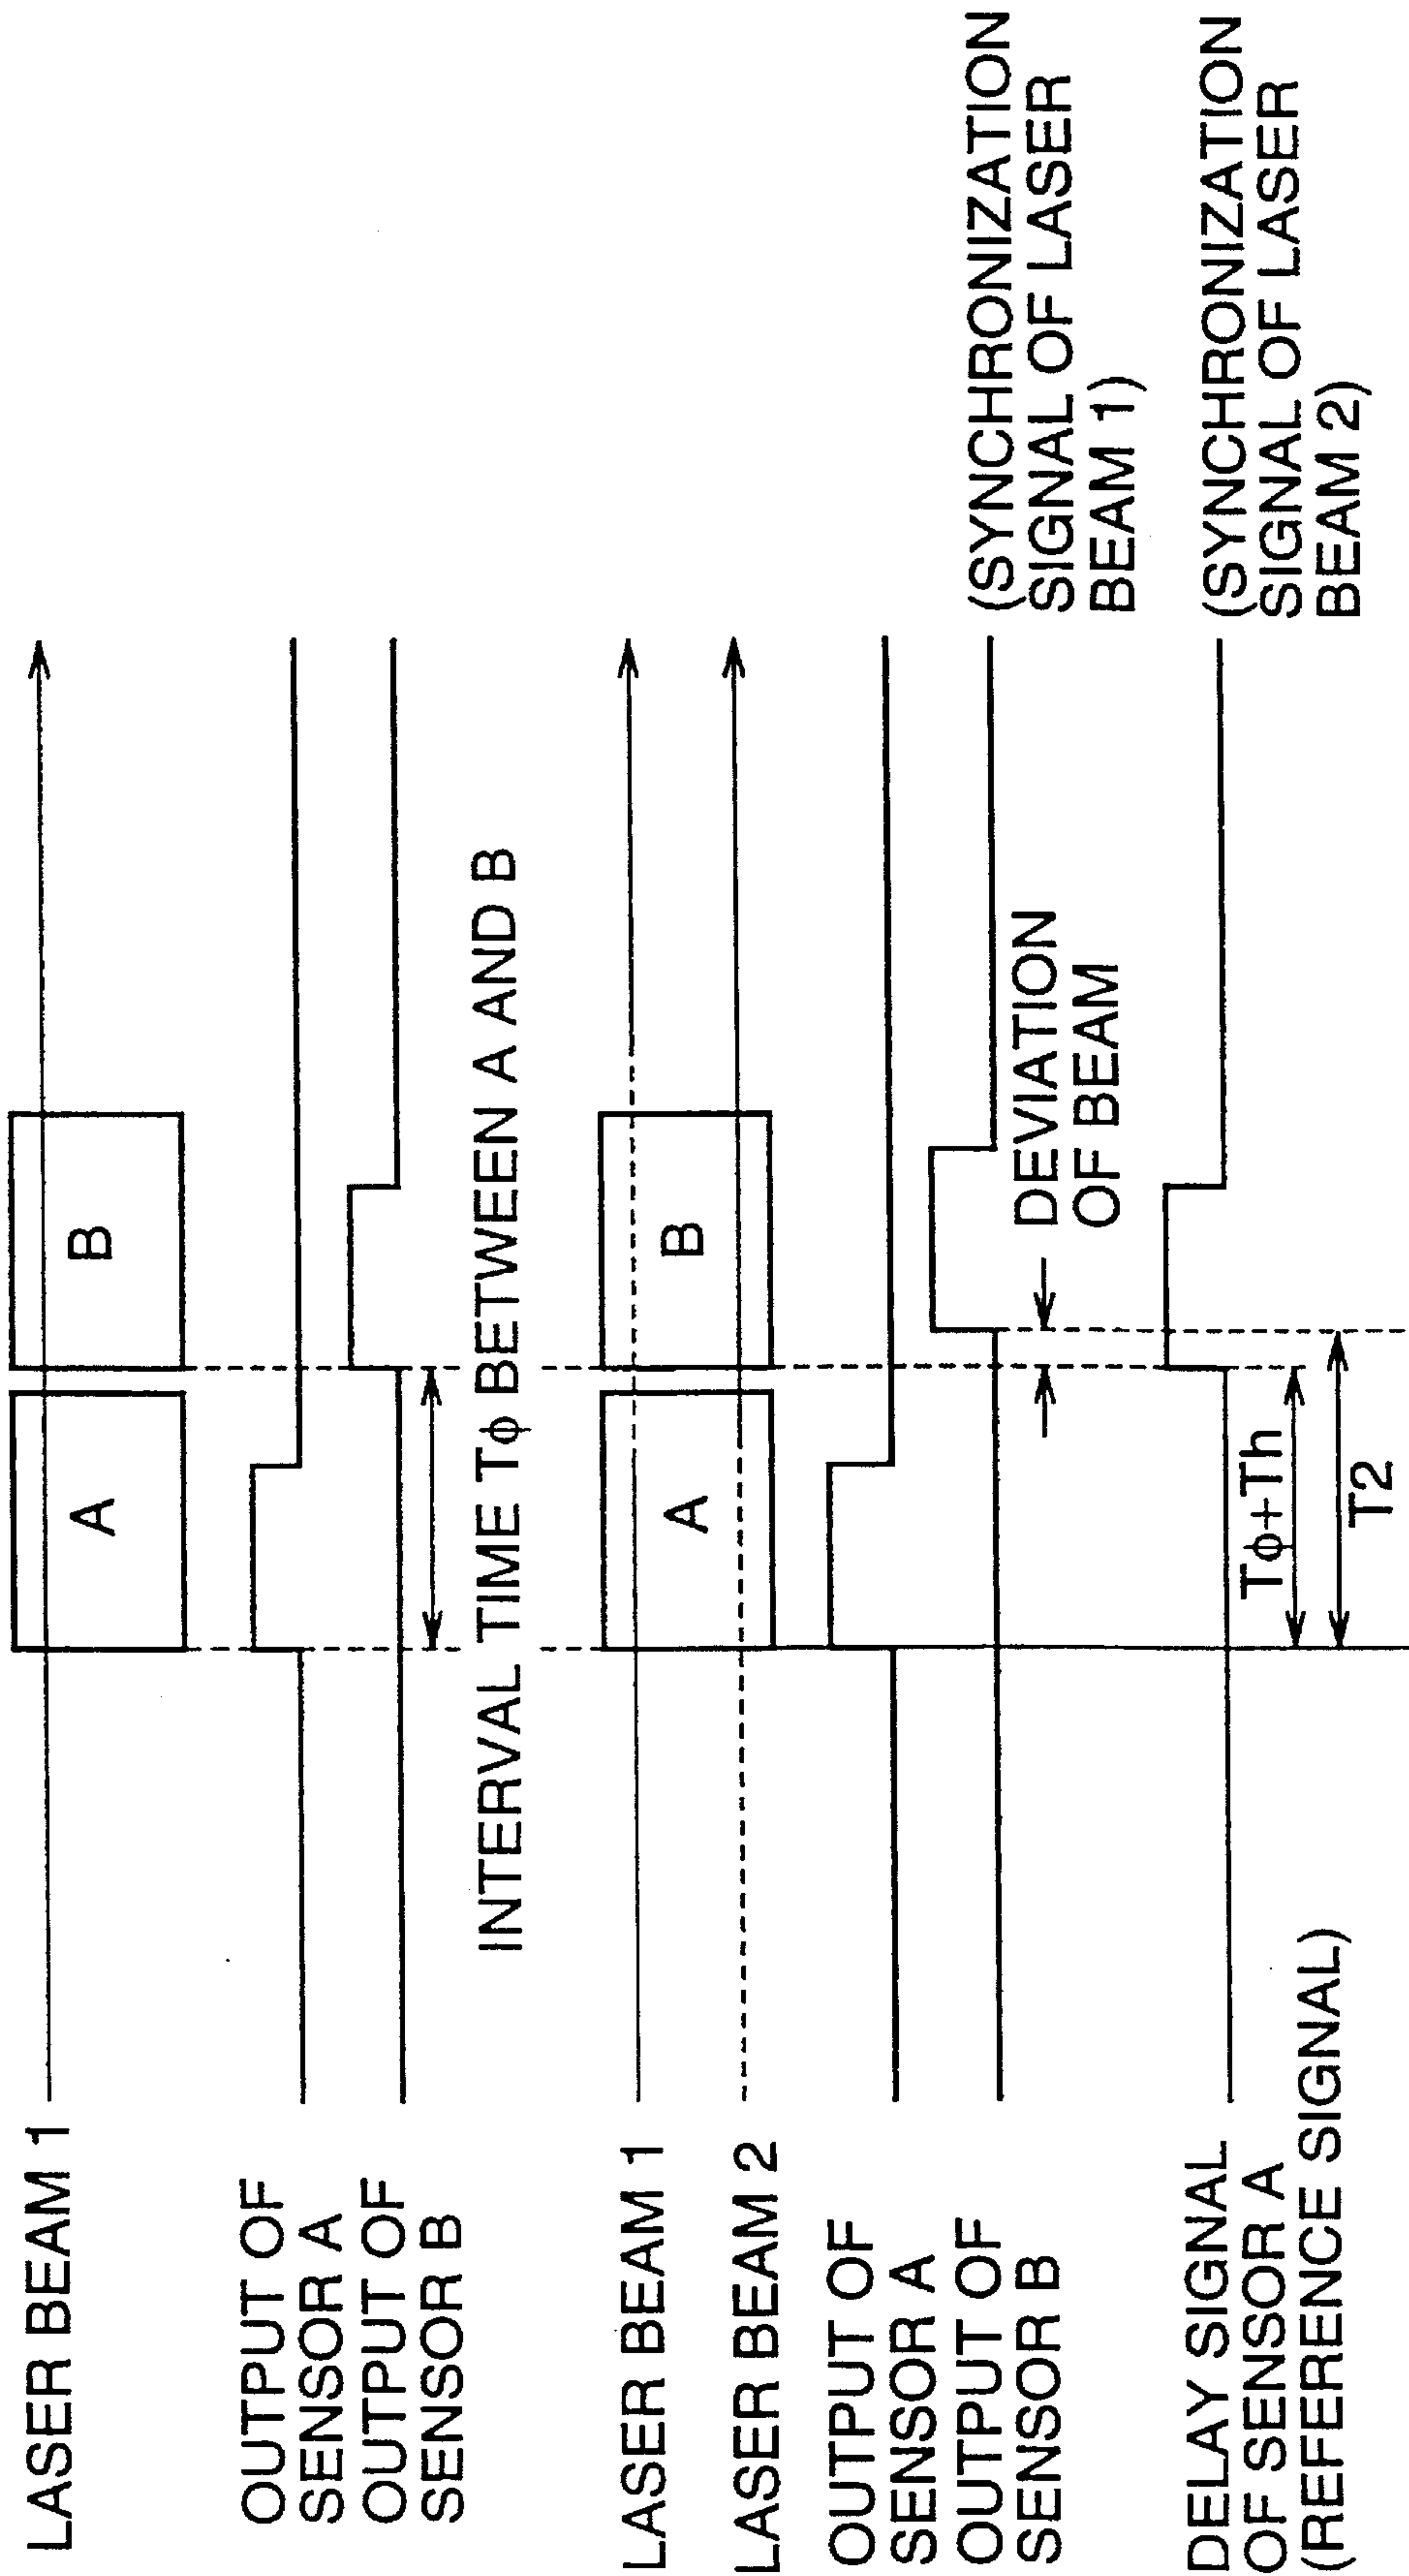 LASER BEAM 1
A
B
OUTPUT OF
SENSOR A
OUTPUT OF
SENSOR B
INTERVAL TIME Tϕ BETWEEN A AND B
LASER BEAM 1
LASER BEAM 2
A
B
OUTPUT OF
SENSOR A
OUTPUT OF
SENSOR B
(SYNCHRONIZATION
SIGNAL OF LASER
BEAM 1)
DEVIATION
OF BEAM
DELAY SIGNAL
OF SENSOR A
(REFERENCE SIGNAL)
Tϕ+Th
T2
(SYNCHRONIZATION
SIGNAL OF LASER
BEAM 2)